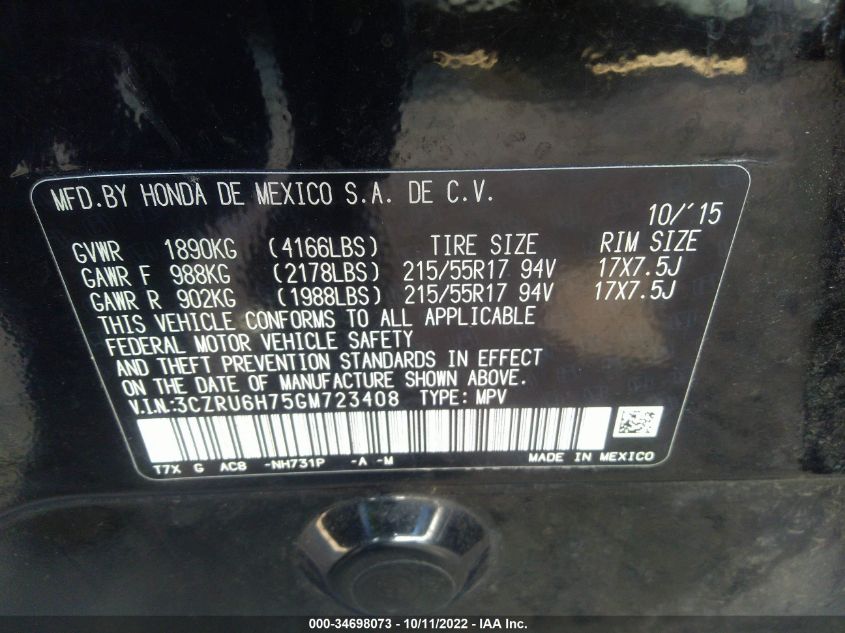 MFD.BY HONDA DE MEXICO S.A. DE C.V.
10/'15
GVWR 1890KG (4166LBS) TIRE SIZE RIM SIZE
GAWR F 988KG (2178LBS) 215/55R17 94V 17X7.5J
GAWR R 902KG (1988LBS) 215/55R17 94V 17X7.5J
THIS VEHICLE CONFORMS TO ALL APPLICABLE
FEDERAL MOTOR VEHICLE SAFETY
AND THEFT PREVENTION STANDARDS IN EFFECT
ON THE DATE OF MANUFACTURE SHOWN ABOVE.
V.I.N.:3CZRU6H75GM723408 TYPE: MPV
T7X G AC8 -NH731P -A -M MADE IN MEXICO
000-34698073 - 10/11/2022 - IAA Inc.